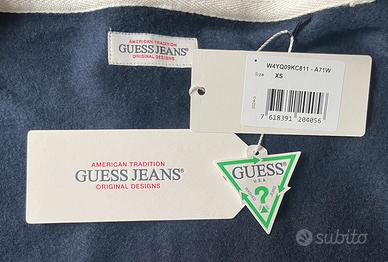 AMERICAN TRADITION
GUESS JEANS
ORIGINAL DESIGNS
W4YQ09KC811 - A71W
Size XS
7 618391 204056
AMERICAN TRADITION
GUESS JEANS®
ORIGINAL DESIGNS
GUESS
U.S.A.
?
subito